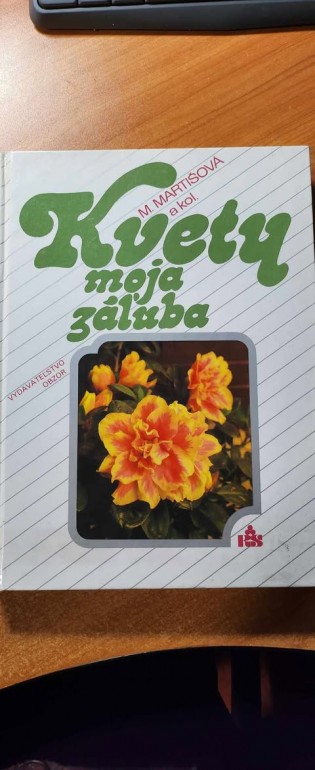 M. MARTIŠOVÁ
a kol.
Kvety
moja
záľuba
VYDAVATEĽSTVO
OBZOR